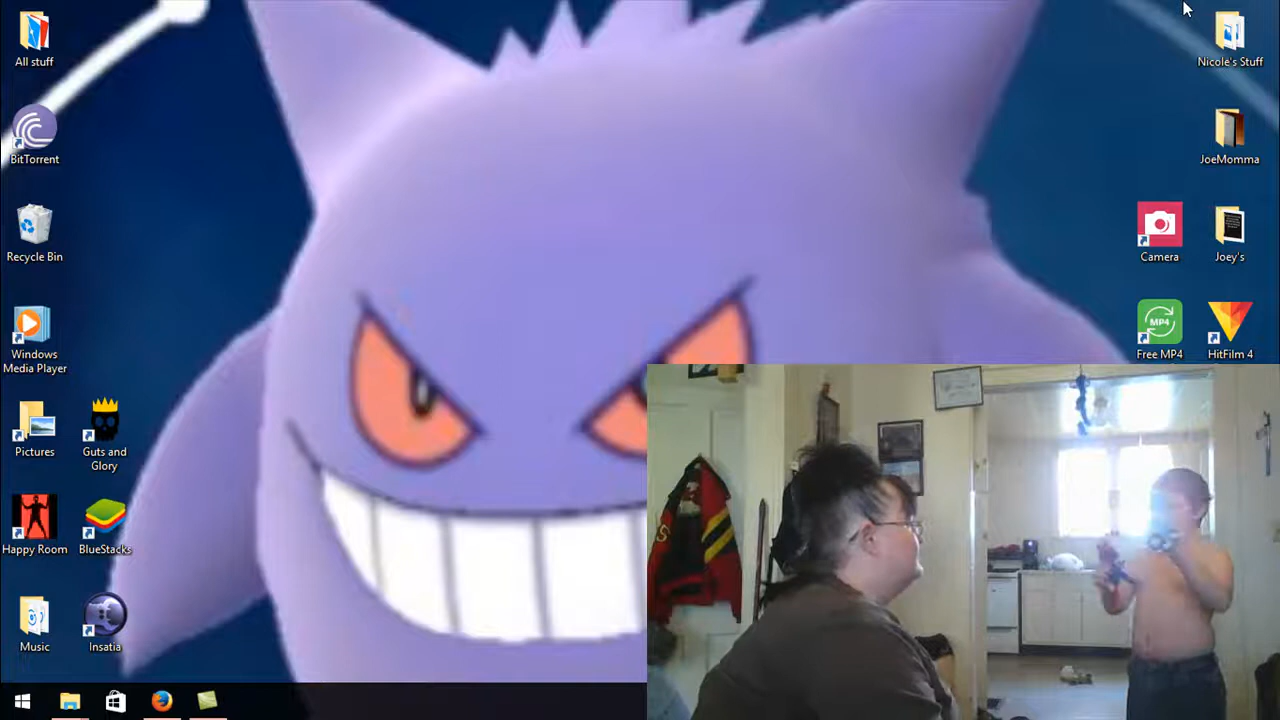 All stuff
BitTorrent
Recycle Bin
Windows
Media Player
Pictures
Guts and
Glory
Happy Room
BlueStacks
Music
Insatia
Nicole's Stuff
JoeMomma
Camera
Joey's
MP4
Free MP4
HitFilm 4